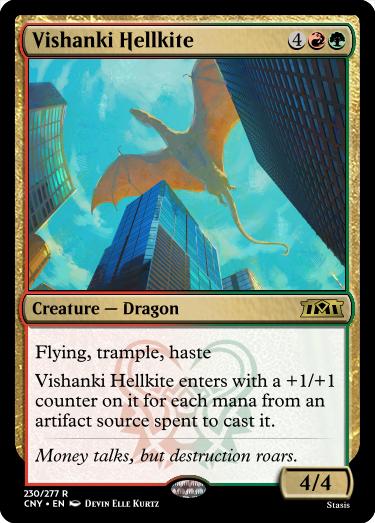 Vishanki Hellkite 4
Creature — Dragon
Flying, trample, haste
Vishanki Hellkite enters with a +1/+1
counter on it for each mana from an
artifact source spent to cast it.
Money talks, but destruction roars.
4/4
230/277 R
CNY • EN Devin Elle Kurtz
Stasis